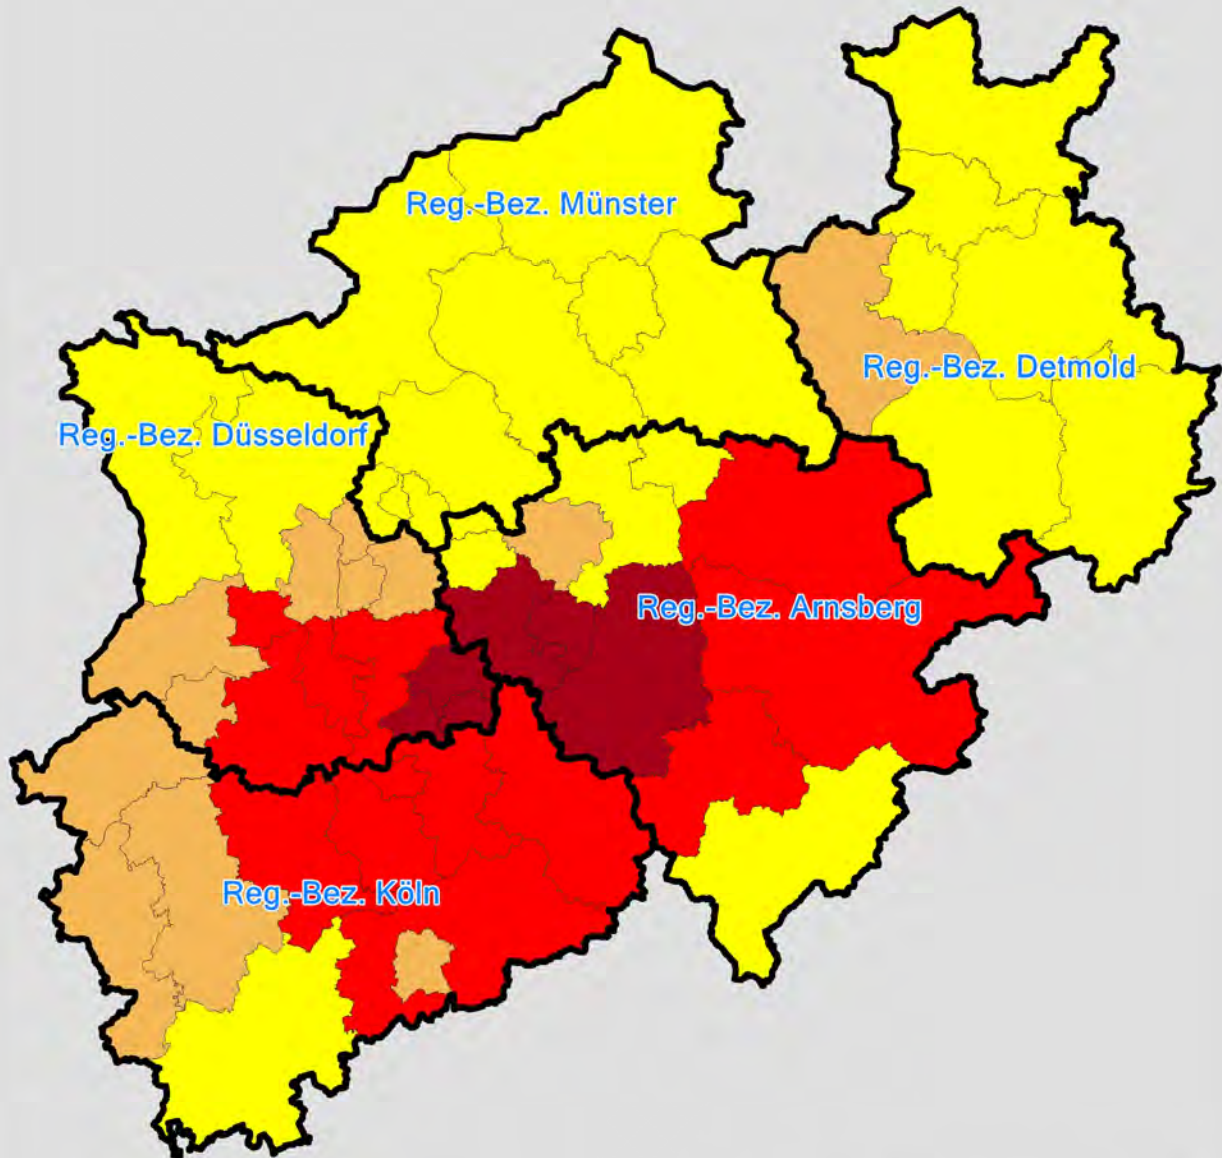 Reg.-Bez. Münster
Reg.-Bez. Detmold
Reg.-Bez. Düsseldorf
Reg.-Bez. Arnsberg
Reg.-Bez. Köln